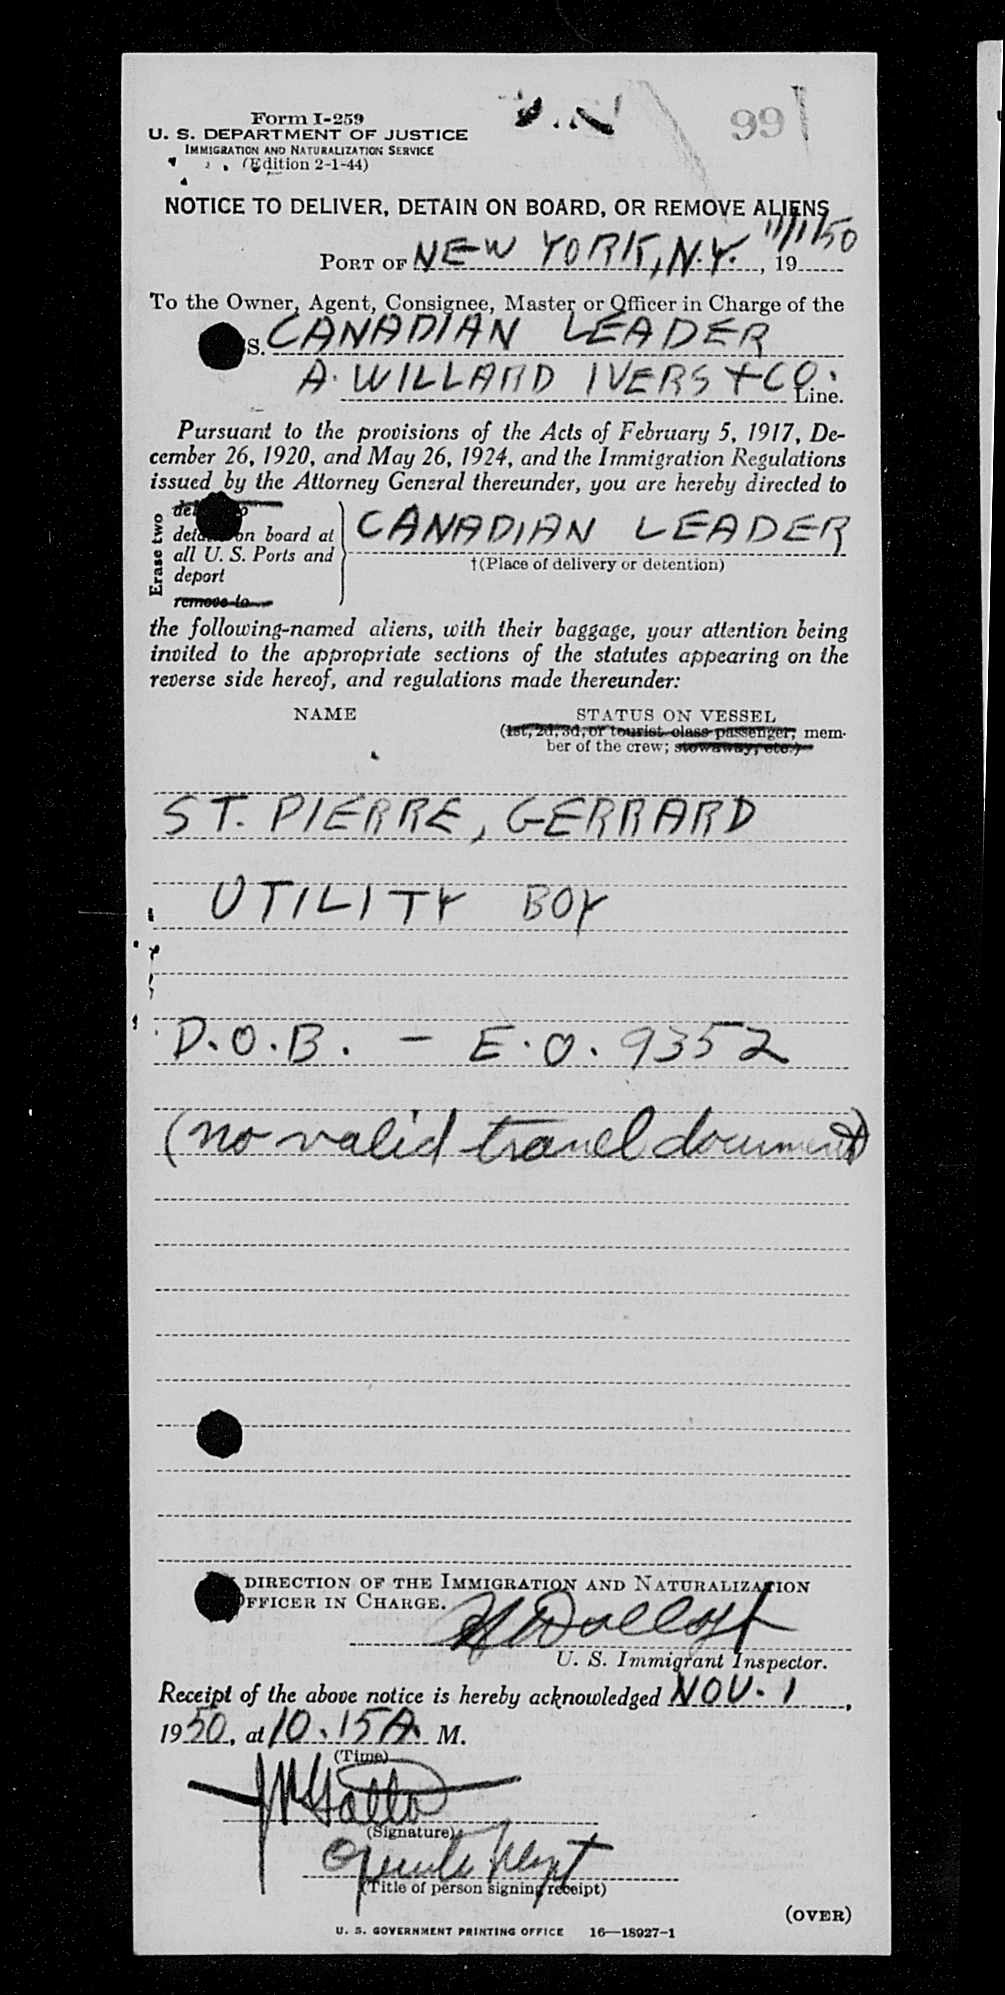 Form I-259
U. S. DEPARTMENT OF JUSTICE
IMMIGRATION AND NATURALIZATION SERVICE
(Edition 2-1-44)
99
NOTICE TO DELIVER, DETAIN ON BOARD, OR REMOVE ALIENS
11/1/50
PORT OF NEW YORK, N.Y. , 19
To the Owner, Agent, Consignee, Master or Officer in Charge of the
S. CANADIAN LEADER
A. WILLARD IVERS + CO. Line.
Pursuant to the provisions of the Acts of February 5, 1917, De-
cember 26, 1920, and May 26, 1924, and the Immigration Regulations
issued by the Attorney General thereunder, you are hereby directed to
Erase two
detain on board at
all U. S. Ports and
deport
remove to
CANADIAN LEADER
†(Place of delivery or detention)
the following-named aliens, with their baggage, your attention being
invited to the appropriate sections of the statutes appearing on the
reverse side hereof, and regulations made thereunder:
NAME
STATUS ON VESSEL
(1st, 2d, 3d, or tourist class passenger; mem-
ber of the crew; stowaway, etc.)
ST. PIERRE, GERRARD
UTILITY BOY
D.O.B. - E.O. 9352
(no valid travel document)
DIRECTION OF THE IMMIGRATION AND NATURALIZATION
OFFICER IN CHARGE.
U. S. Immigrant Inspector.
Receipt of the above notice is hereby acknowledged NOV. 1,
1950, at 10.15 A. M.
(Time)
(Signature)
(Title of person signing receipt)
(OVER)
U. S. GOVERNMENT PRINTING OFFICE 16—18927-1